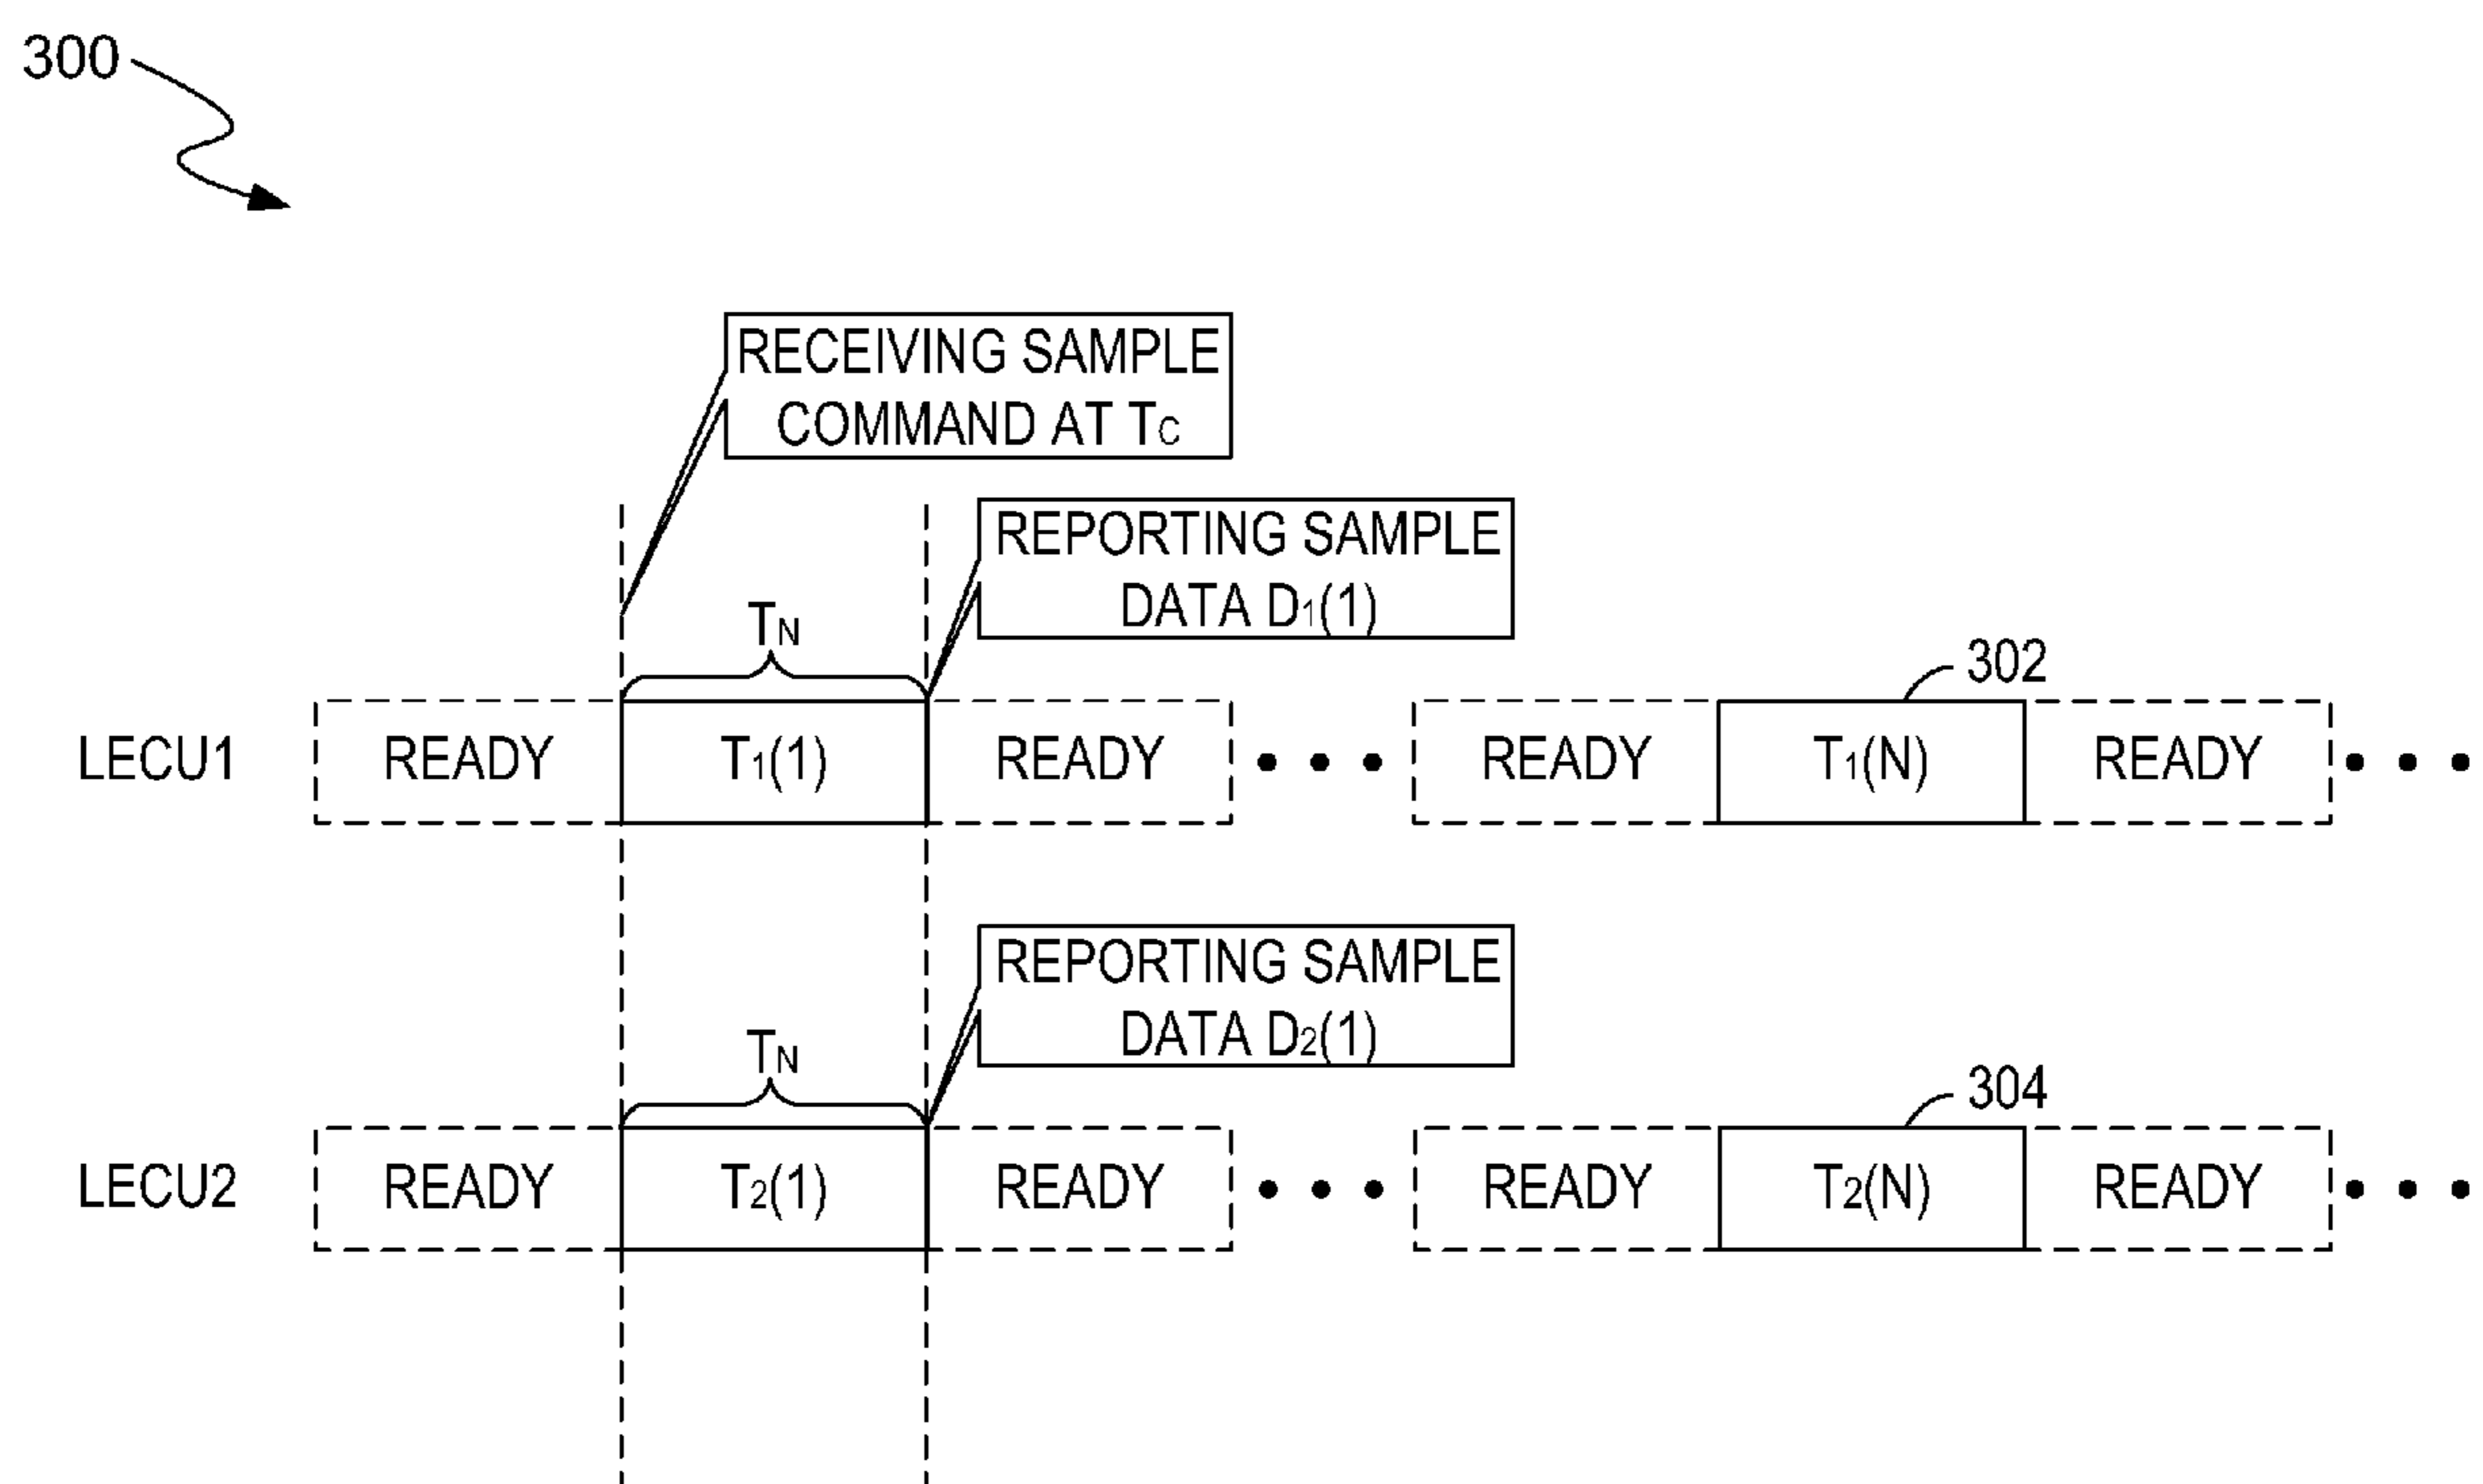 300
RECEIVING SAMPLE
COMMAND AT TC
REPORTING SAMPLE
DATA D1(1)
TN
302
LECU1 READY T1(1) READY • • • READY T1(N) READY • • •
REPORTING SAMPLE
DATA D2(1)
TN
304
LECU2 READY T2(1) READY • • • READY T2(N) READY • • •